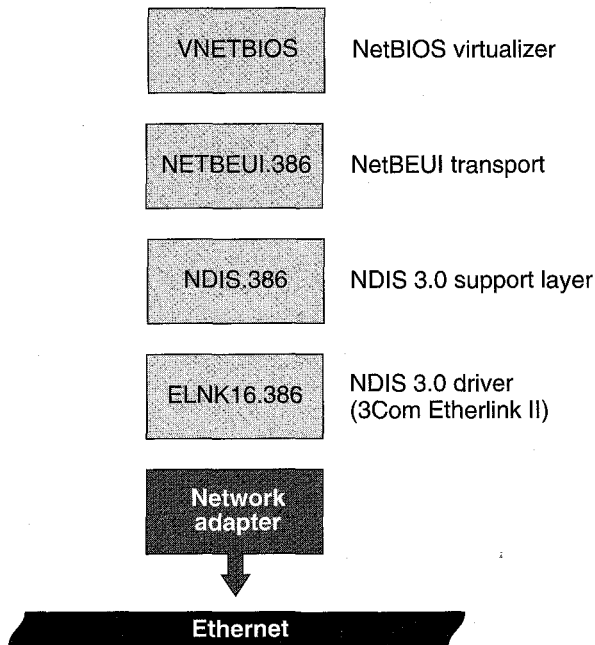 VNETBIOS NetBIOS virtualizer
NETBEUI.386 NetBEUI transport
NDIS.386 NDIS 3.0 support layer
ELNK16.386 NDIS 3.0 driver
(3Com Etherlink II)
Network
adapter
Ethernet